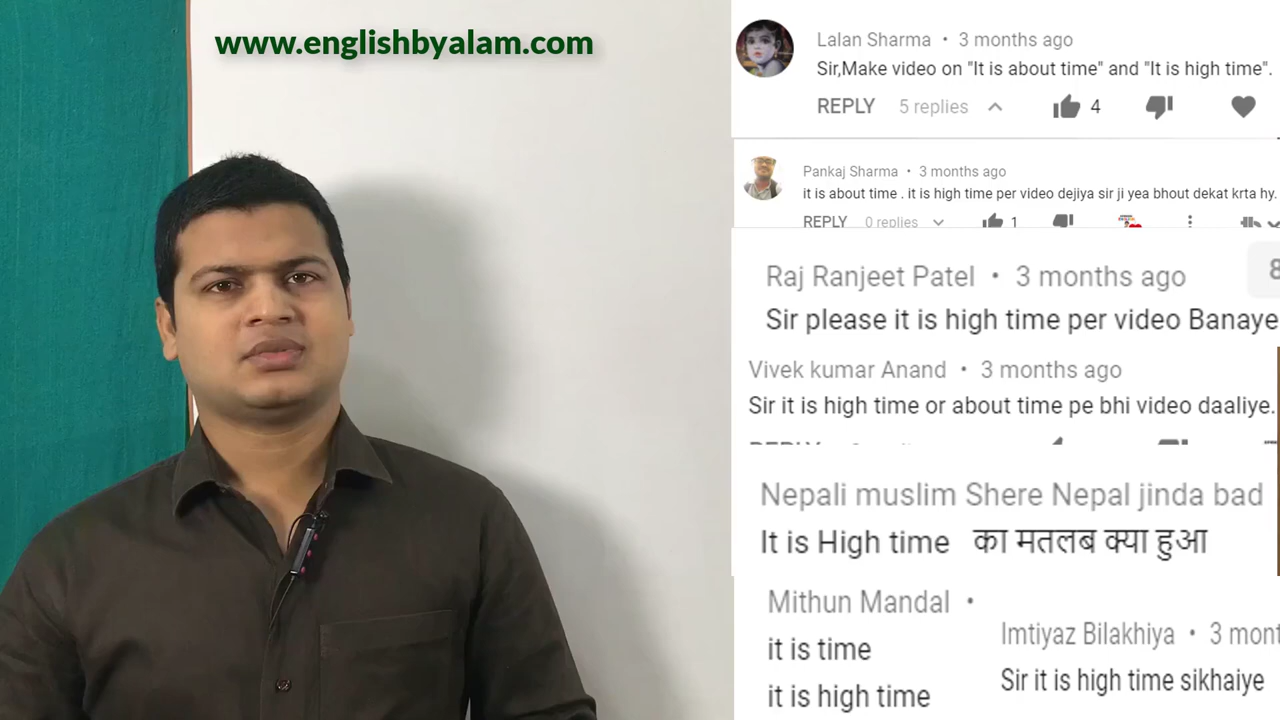 www.englishbyalam.com
Lalan Sharma • 3 months ago
Sir,Make video on "It is about time" and "It is high time".
REPLY 5 replies 4
Pankaj Sharma • 3 months ago
it is about time . it is high time per video dejiya sir ji yea bhout dekat krta hy.
REPLY 0 replies 1
Raj Ranjeet Patel • 3 months ago
8
Sir please it is high time per video Banaye
Vivek kumar Anand • 3 months ago
Sir it is high time or about time pe bhi video daaliye.
Nepali muslim Shere Nepal jinda bad
It is High time का मतलब क्या हुआ
Mithun Mandal •
it is time
it is high time
Imtiyaz Bilakhiya • 3 mont
Sir it is high time sikhaiye